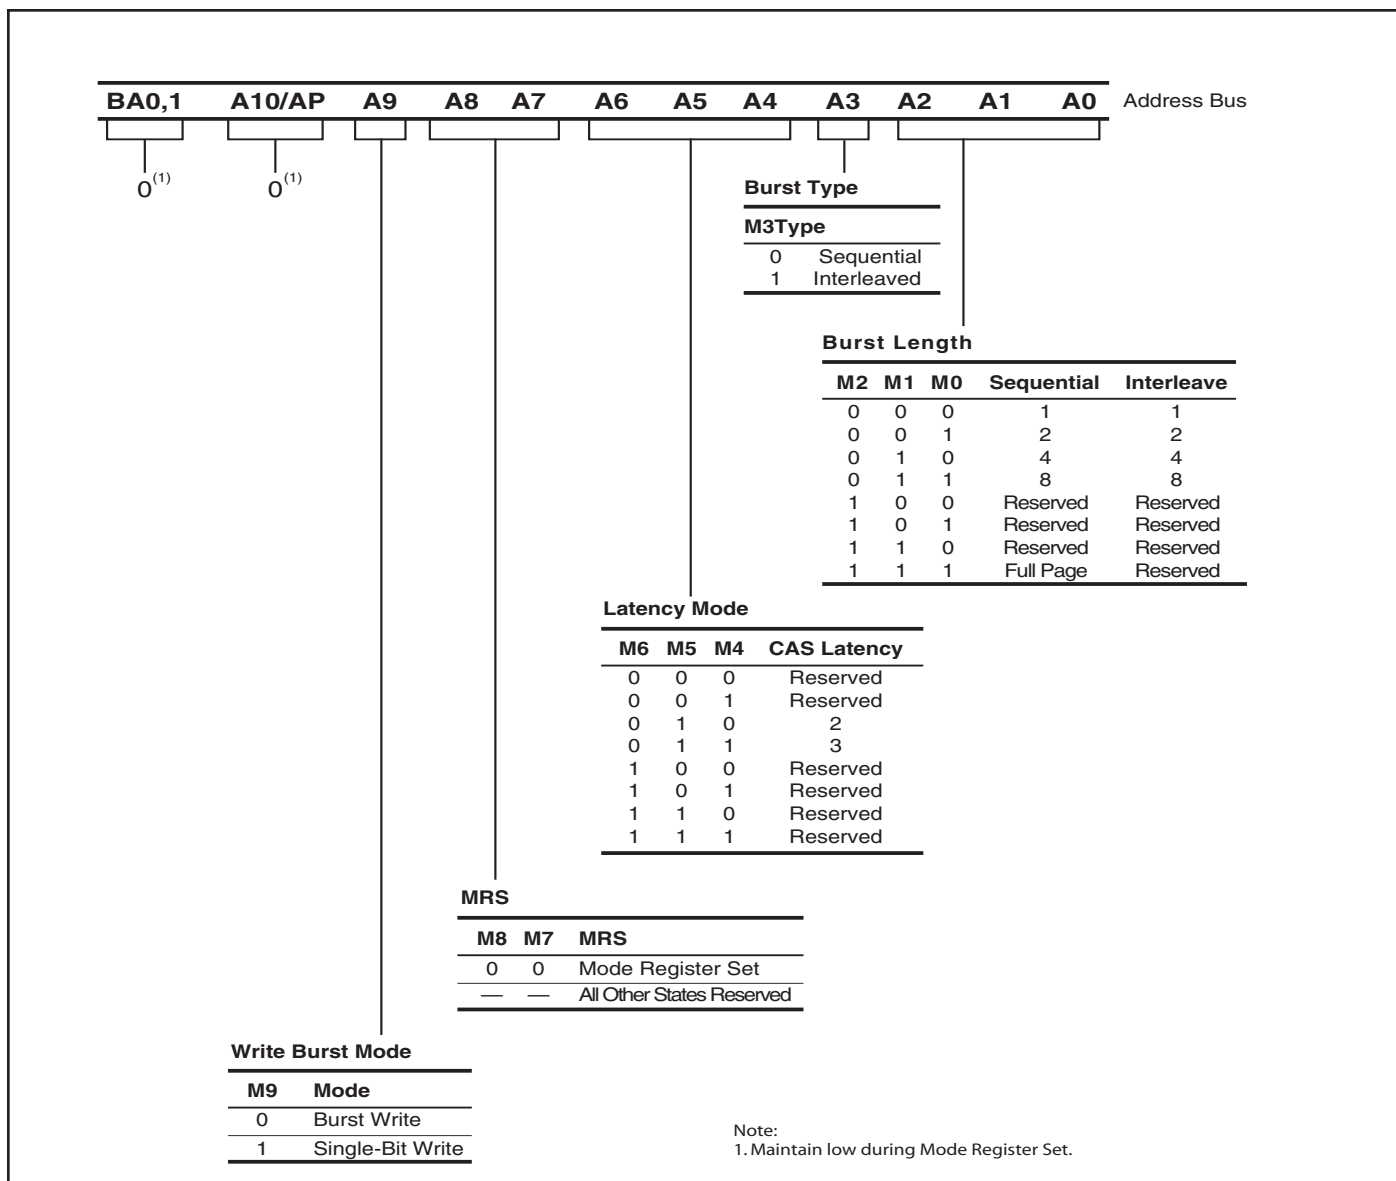 BA0,1 A10/AP A9 A8 A7 A6 A5 A4 A3 A2 A1 A0 Address Bus
0(1) 0(1)
Burst Type
M3Type
0 Sequential
1 Interleaved
Burst Length
M2 M1 M0 Sequential Interleave
0 0 0 1 1
0 0 1 2 2
0 1 0 4 4
0 1 1 8 8
1 0 0 Reserved Reserved
1 0 1 Reserved Reserved
1 1 0 Reserved Reserved
1 1 1 Full Page Reserved
Latency Mode
M6 M5 M4 CAS Latency
0 0 0 Reserved
0 0 1 Reserved
0 1 0 2
0 1 1 3
1 0 0 Reserved
1 0 1 Reserved
1 1 0 Reserved
1 1 1 Reserved
MRS
M8 M7 MRS
0 0 Mode Register Set
— — All Other States Reserved
Write Burst Mode
M9 Mode
0 Burst Write
1 Single-Bit Write
Note:
1. Maintain low during Mode Register Set.